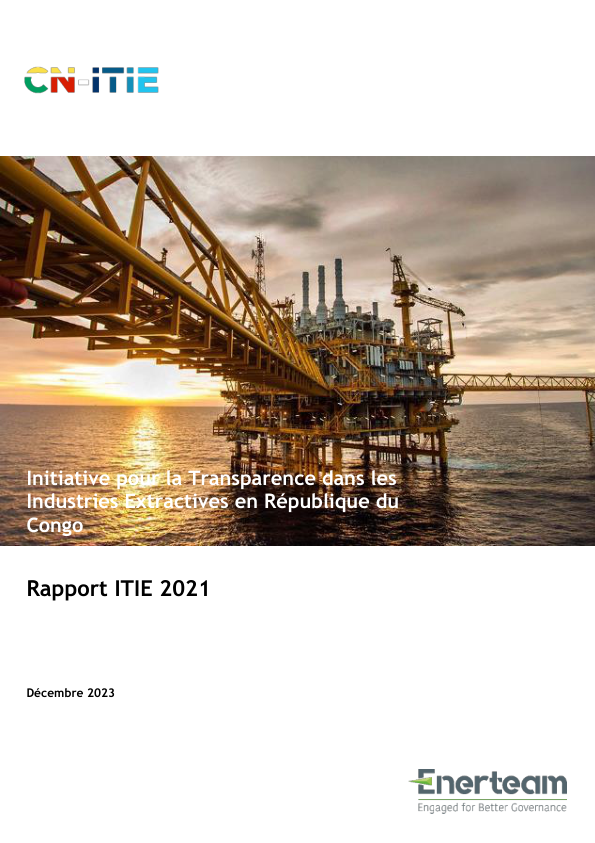 CN-iTiE
Initiative pour la Transparence dans les
Industries Extractives en République du
Congo
Rapport ITIE 2021
Décembre 2023
Enerteam
Engaged for Better Governance